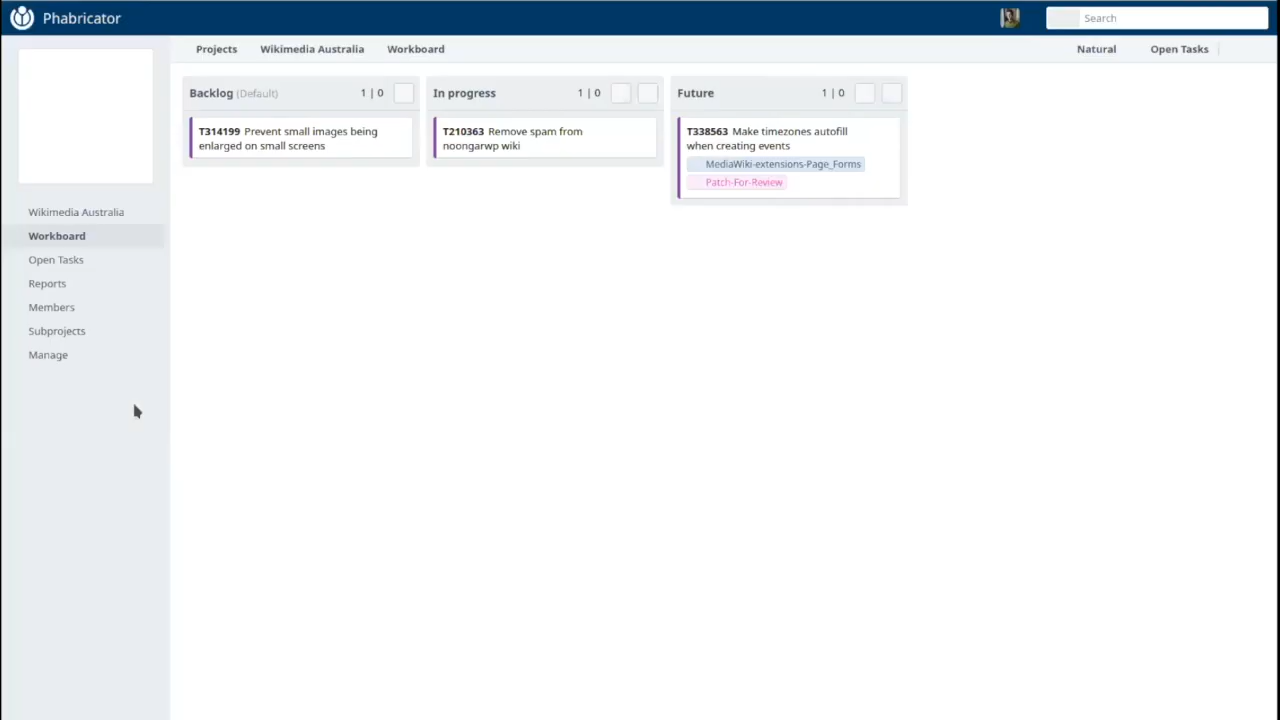 Phabricator
Search
Projects Wikimedia Australia Workboard Natural Open Tasks
Wikimedia Australia
Workboard
Open Tasks
Reports
Members
Subprojects
Manage
Backlog (Default) 1 | 0
T314199 Prevent small images being
enlarged on small screens
In progress 1 | 0
T210363 Remove spam from
noongarwp wiki
Future 1 | 0
T338563 Make timezones autofill
when creating events
MediaWiki-extensions-Page_Forms
Patch-For-Review